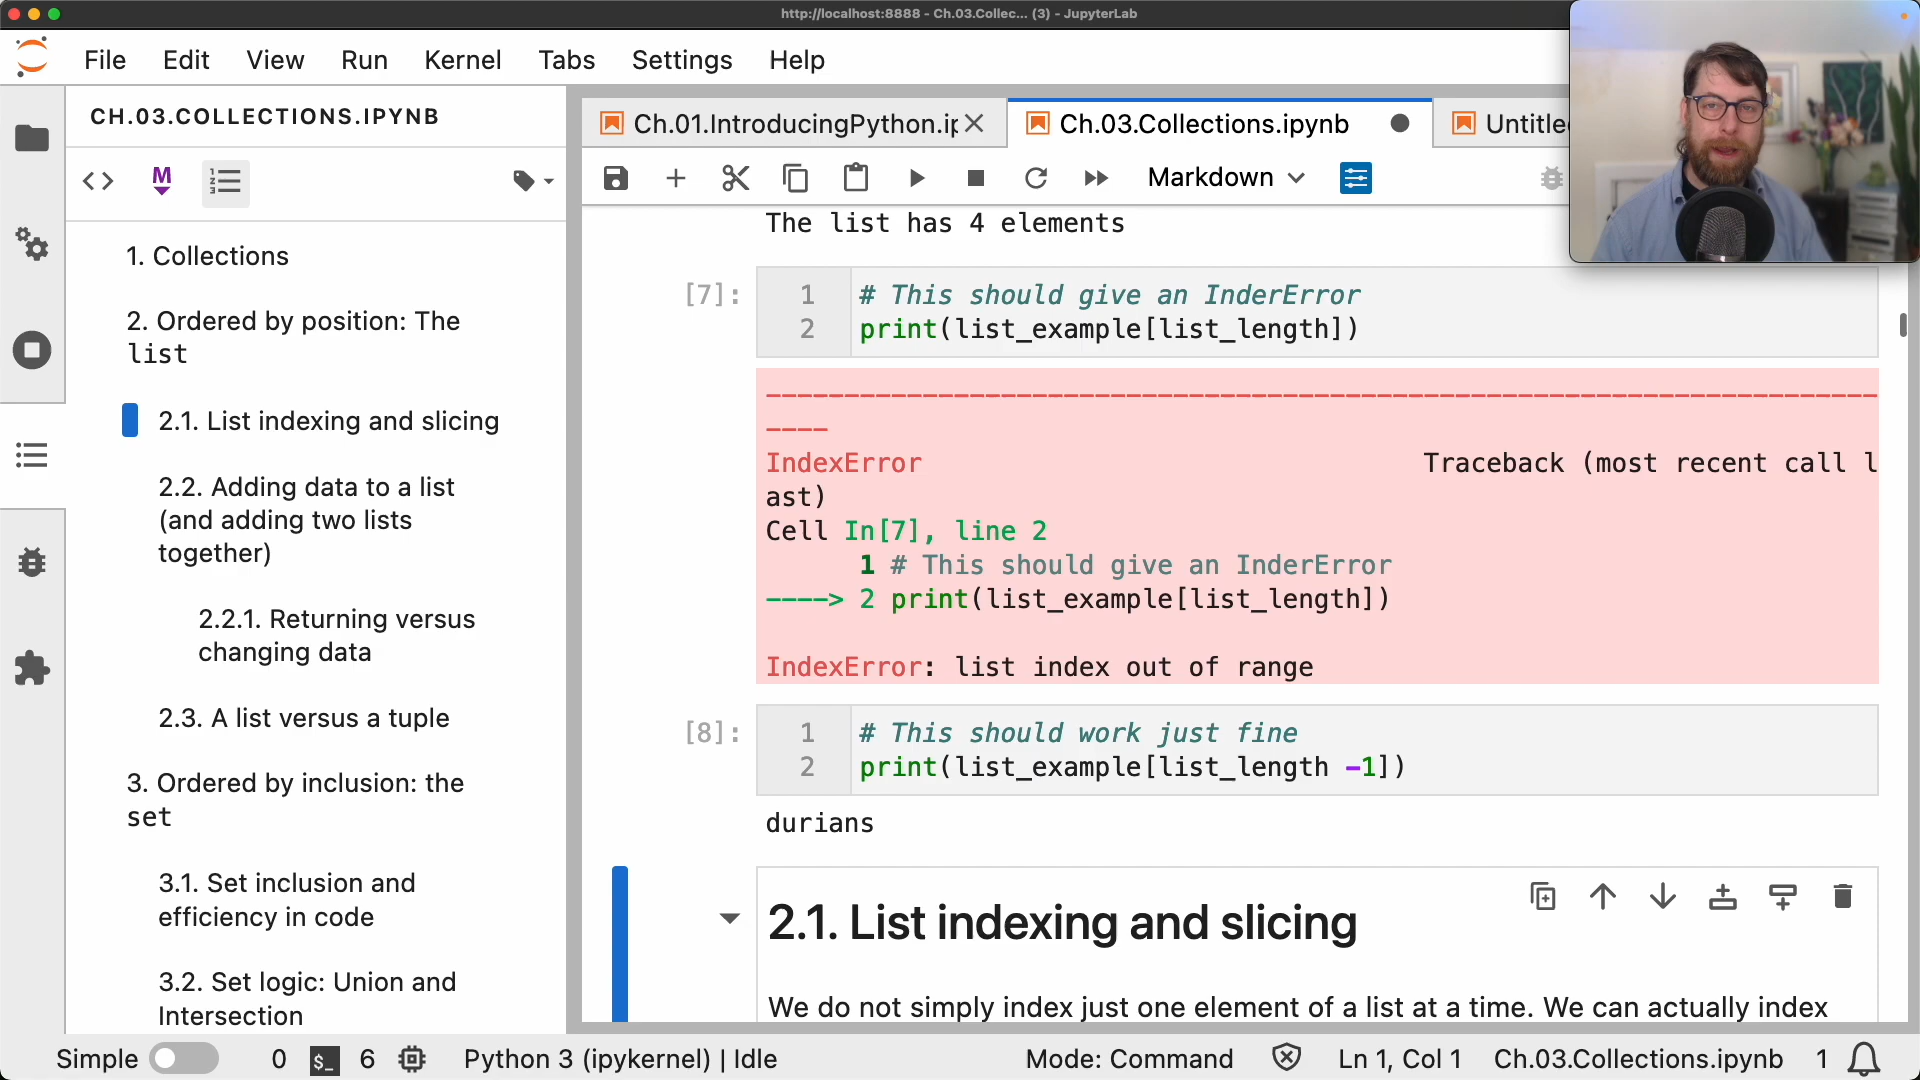 http://localhost:8888 - Ch.03.Collec... (3) - JupyterLab
File Edit View Run Kernel Tabs Settings Help
CH.03.COLLECTIONS.IPYNB
Ch.01.IntroducingPython.ip
Ch.03.Collections.ipynb
Untitle
M
Markdown
1. Collections
2. Ordered by position: The
list
2.1. List indexing and slicing
2.2. Adding data to a list
(and adding two lists
together)
2.2.1. Returning versus
changing data
2.3. A list versus a tuple
3. Ordered by inclusion: the
set
3.1. Set inclusion and
efficiency in code
3.2. Set logic: Union and
Intersection
The list has 4 elements
[7]:
1 # This should give an InderError
2 print(list_example[list_length])
--------------------------------------------------------------------------
----
IndexError Traceback (most recent call l
ast)
Cell In[7], line 2
1 # This should give an InderError
----> 2 print(list_example[list_length])
IndexError: list index out of range
[8]:
1 # This should work just fine
2 print(list_example[list_length -1])
durians
2.1. List indexing and slicing
We do not simply index just one element of a list at a time. We can actually index
Simple 0 $_ 6 Python 3 (ipykernel) | Idle Mode: Command Ln 1, Col 1 Ch.03.Collections.ipynb 1